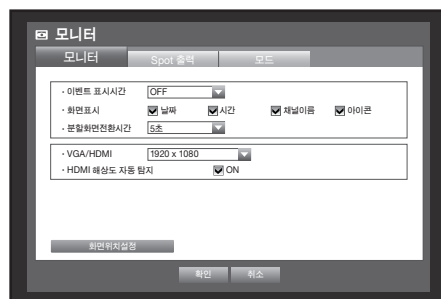 모니터
모니터 Spot 출력 모드
· 이벤트 표시시간 OFF
· 화면표시 날짜 시간 채널이름 아이콘
· 분할화면전환시간 5초
· VGA/HDMI 1920 x 1080
· HDMI 해상도 자동 탐지 ON
화면위치설정
확인 취소